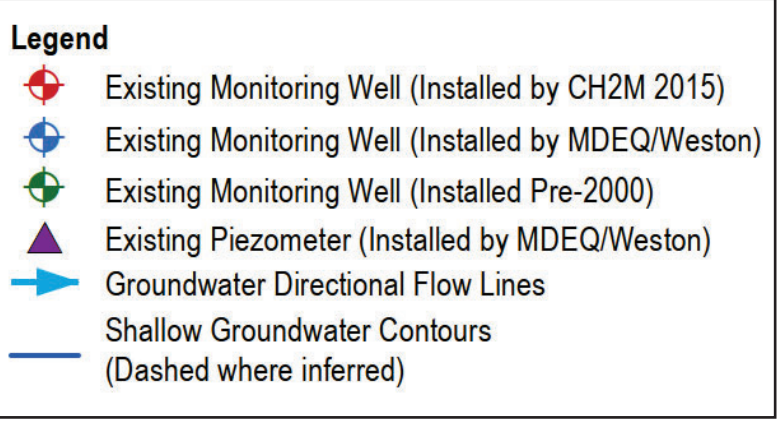 Legend
Existing Monitoring Well (Installed by CH2M 2015)
Existing Monitoring Well (Installed by MDEQ/Weston)
Existing Monitoring Well (Installed Pre-2000)
Existing Piezometer (Installed by MDEQ/Weston)
Groundwater Directional Flow Lines
Shallow Groundwater Contours
(Dashed where inferred)